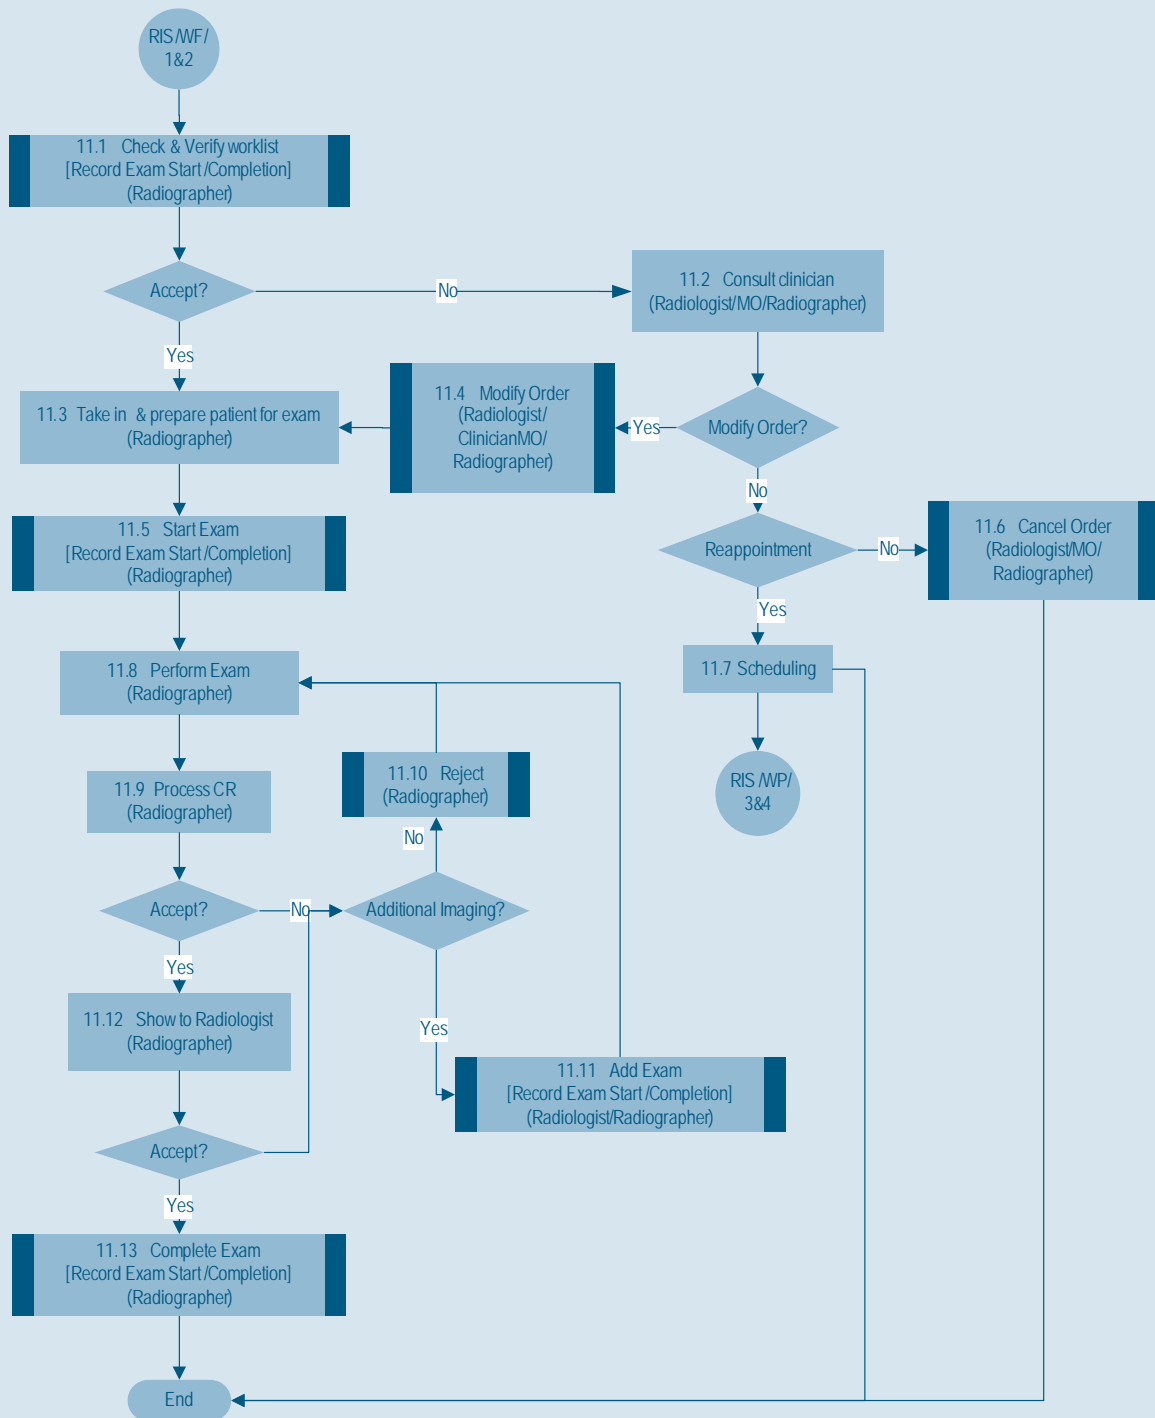 RIS/WF/
1&2
11.1 Check & Verify worklist
[Record Exam Start /Completion]
(Radiographer)
Accept?
No
11.2 Consult clinician
(Radiologist/MO/Radiographer)
Yes
11.3 Take in & prepare patient for exam
(Radiographer)
11.4 Modify Order
(Radiologist/
ClinicianMO/
Radiographer)
Yes
Modify Order?
No
11.5 Start Exam
[Record Exam Start /Completion]
(Radiographer)
Reappointment
No
11.6 Cancel Order
(Radiologist/MO/
Radiographer)
Yes
11.8 Perform Exam
(Radiographer)
11.7 Scheduling
11.9 Process CR
(Radiographer)
11.10 Reject
(Radiographer)
RIS /WP/
3&4
No
Accept?
No
Additional Imaging?
Yes
11.12 Show to Radiologist
(Radiographer)
Yes
11.11 Add Exam
[Record Exam Start /Completion]
(Radiologist/Radiographer)
Accept?
Yes
11.13 Complete Exam
[Record Exam Start /Completion]
(Radiographer)
End